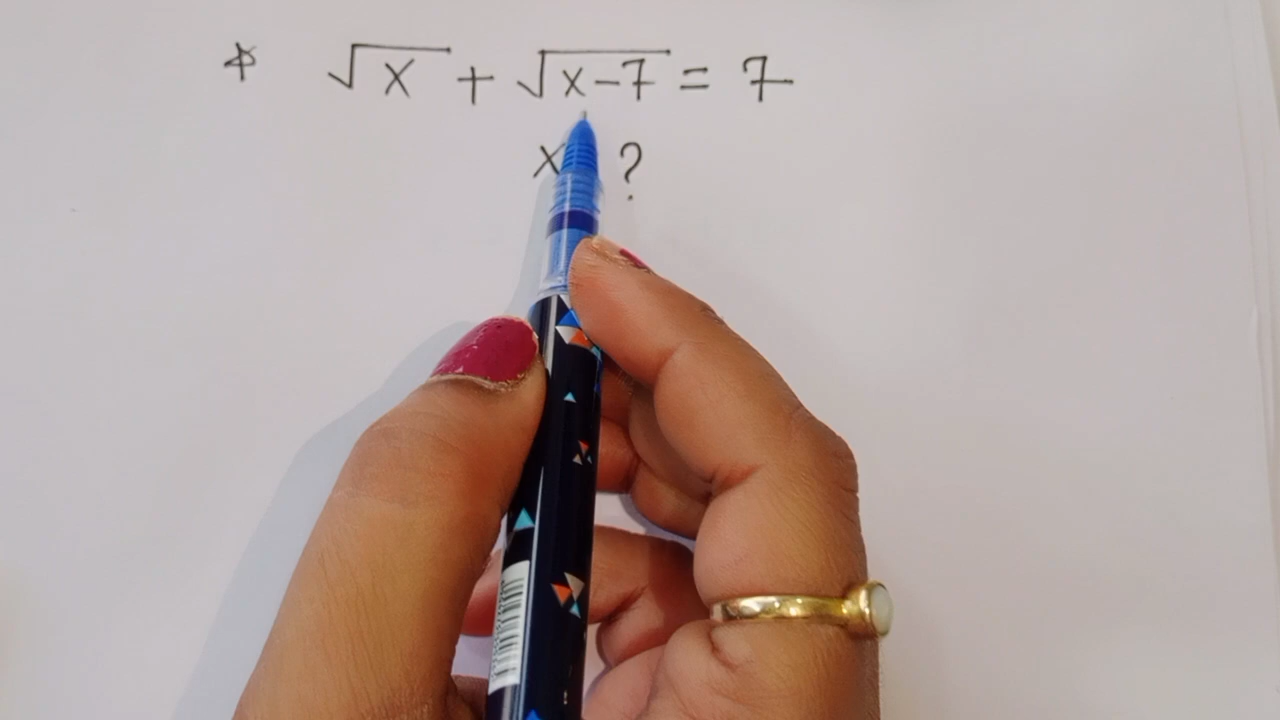 * √x + √x-7 = 7
x ?